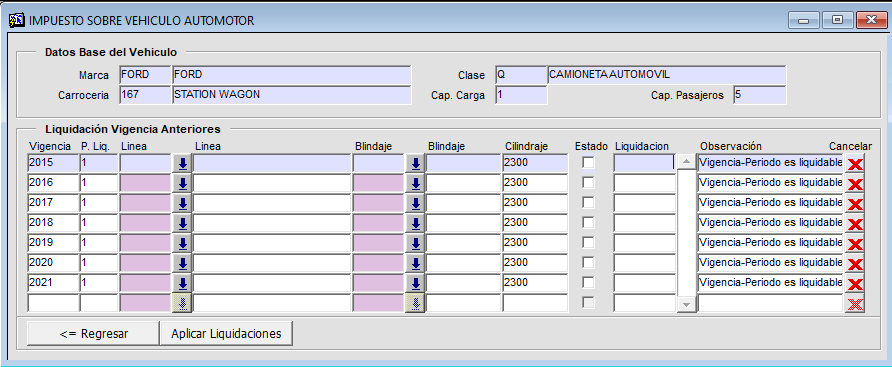 IMPUESTO SOBRE VEHICULO AUTOMOTOR
Datos Base del Vehiculo
Marca FORD FORD Clase Q CAMIONETA AUTOMOVIL
Carroceria 167 STATION WAGON Cap. Carga 1 Cap. Pasajeros 5
Liquidación Vigencia Anteriores
Vigencia P. Liq. Linea Linea Blindaje Blindaje Cilindraje Estado Liquidacion Observación Cancelar
2015 1 2300 Vigencia-Periodo es liquidable
2016 1 2300 Vigencia-Periodo es liquidable
2017 1 2300 Vigencia-Periodo es liquidable
2018 1 2300 Vigencia-Periodo es liquidable
2019 1 2300 Vigencia-Periodo es liquidable
2020 1 2300 Vigencia-Periodo es liquidable
2021 1 2300 Vigencia-Periodo es liquidable
<= Regresar Aplicar Liquidaciones